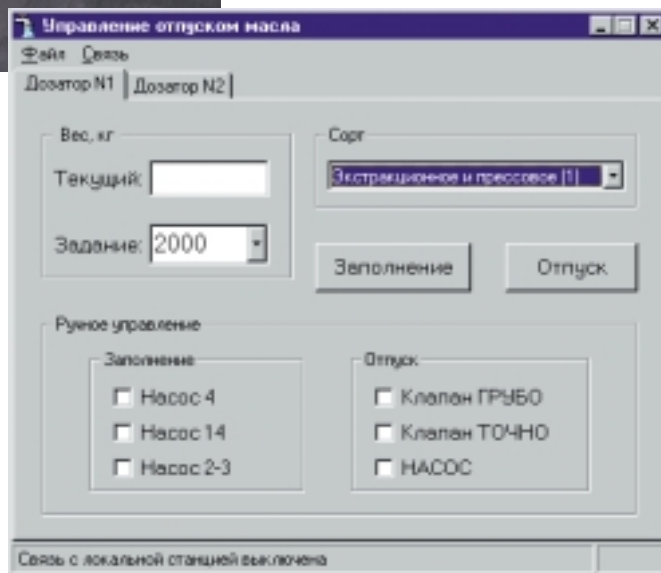 Управление отпуском масла
Файл Связь
Дозатор N1 Дозатор N2
Вес, кг
Сорт
Текущий:
Экстракционное и прессовое (1)
Задание: 2000
Заполнение Отпуск
Ручное управление
Заполнение
Отпуск
Насос 4
Клапан ГРУБО
Насос 14
Клапан ТОЧНО
Насос 2-3
НАСОС
Связь с локальной станцией выключена